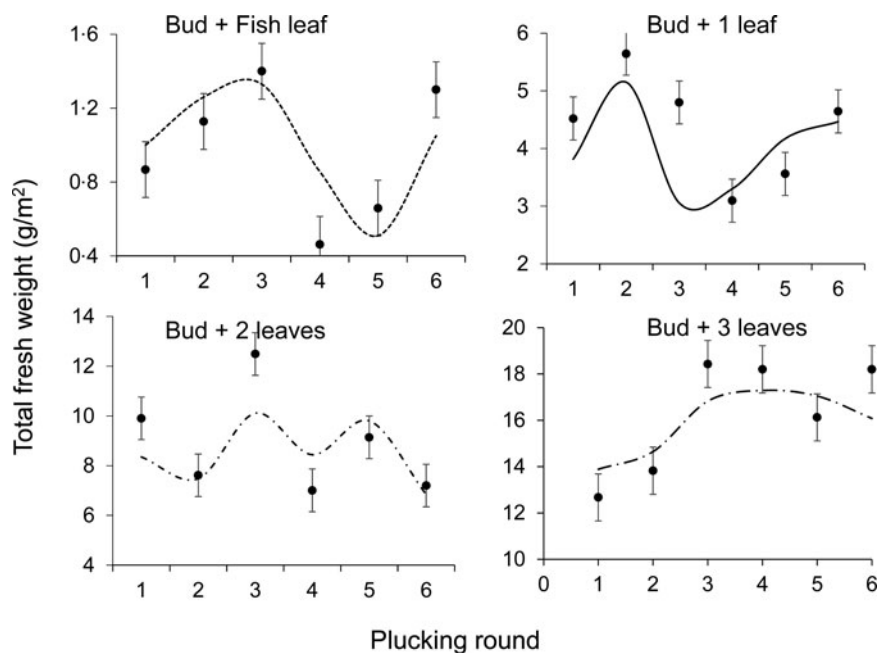 Bud + Fish leaf
1·6
1·2
0·8
0·4
1 2 3 4 5 6
Bud + 1 leaf
6
5
4
3
2
1 2 3 4 5 6
Total fresh weight (g/m²)
Bud + 2 leaves
14
12
10
8
6
4
1 2 3 4 5 6
Bud + 3 leaves
20
18
16
14
12
10
0 1 2 3 4 5 6
Plucking round